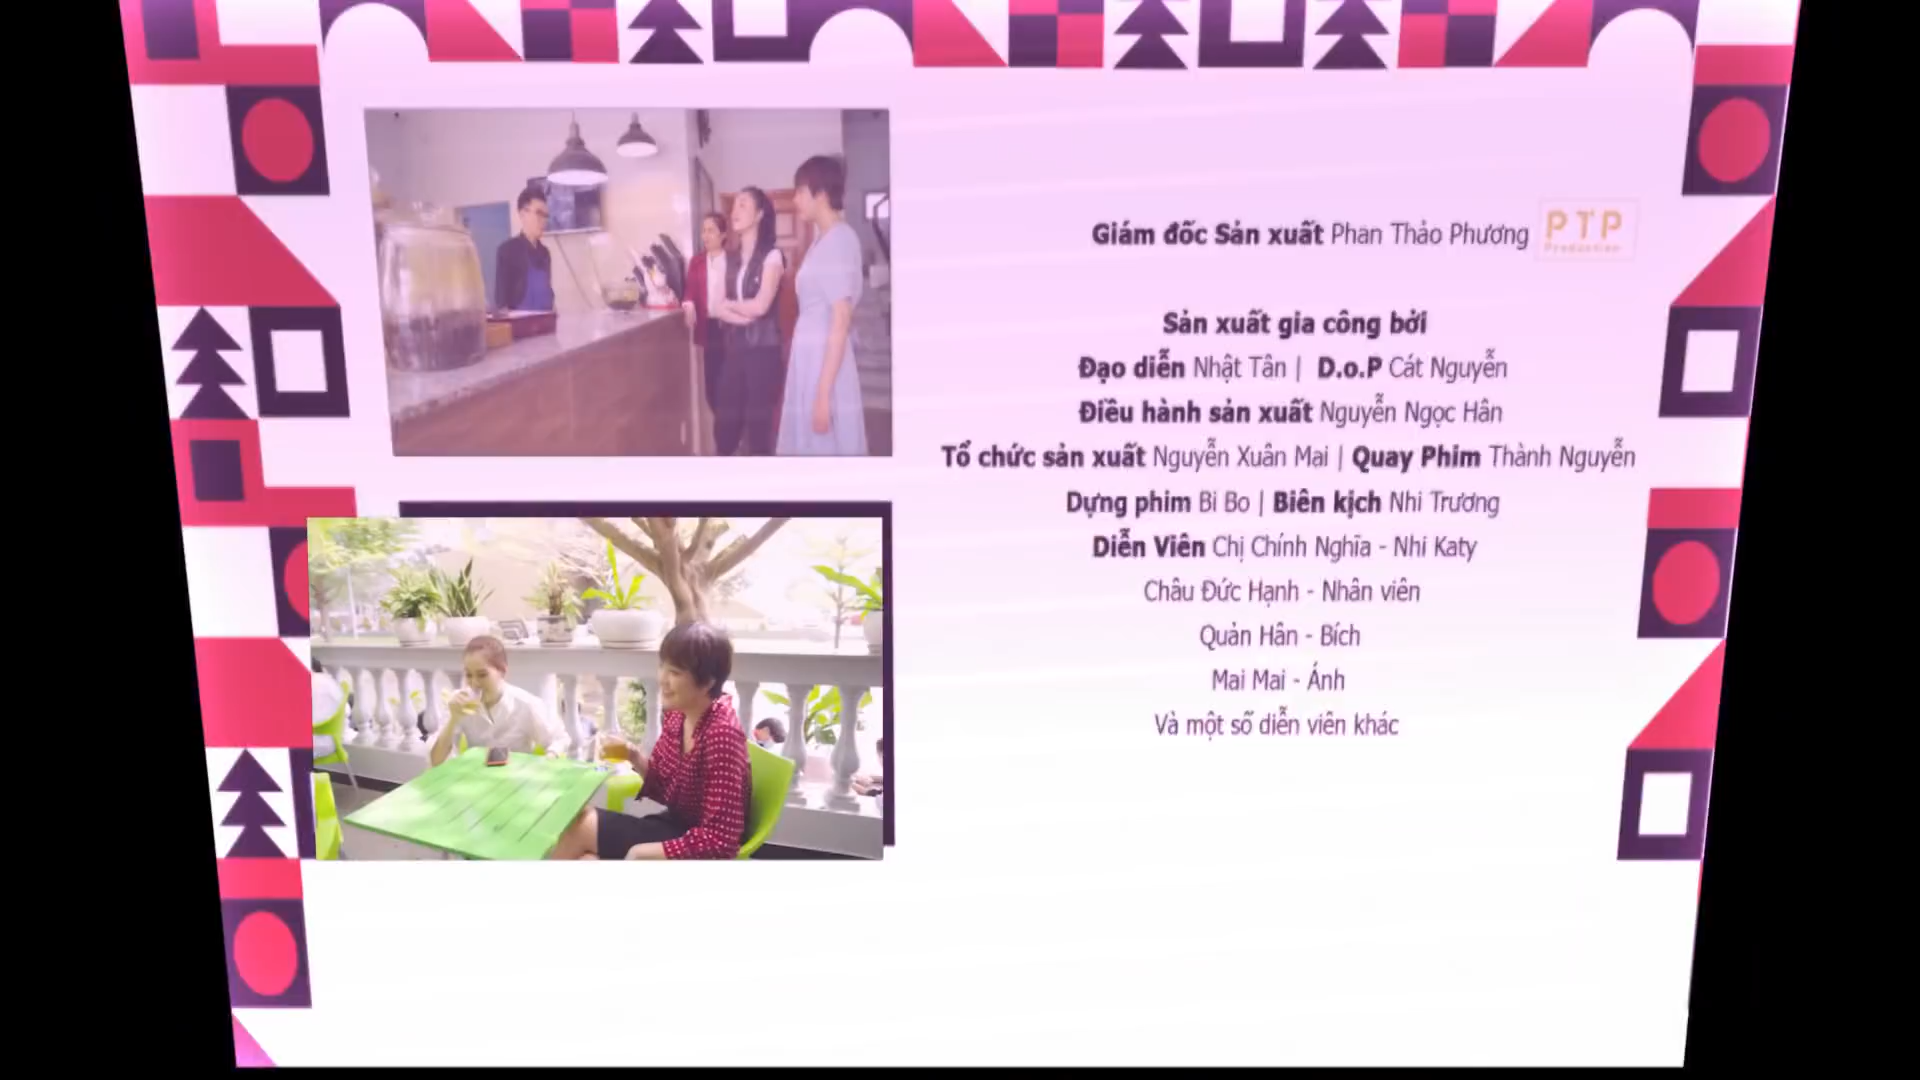 Giám đốc Sản xuất Phan Thảo Phương
PTP
Production
Sản xuất gia công bởi
Đạo diễn Nhật Tân | D.o.P Cát Nguyễn
Điều hành sản xuất Nguyễn Ngọc Hân
Tổ chức sản xuất Nguyễn Xuân Mai | Quay Phim Thành Nguyễn
Dựng phim Bi Bo | Biên kịch Nhi Trương
Diễn Viên Chị Chính Nghĩa - Nhi Katy
Châu Đức Hạnh - Nhân viên
Quản Hân - Bích
Mai Mai - Ánh
Và một số diễn viên khác